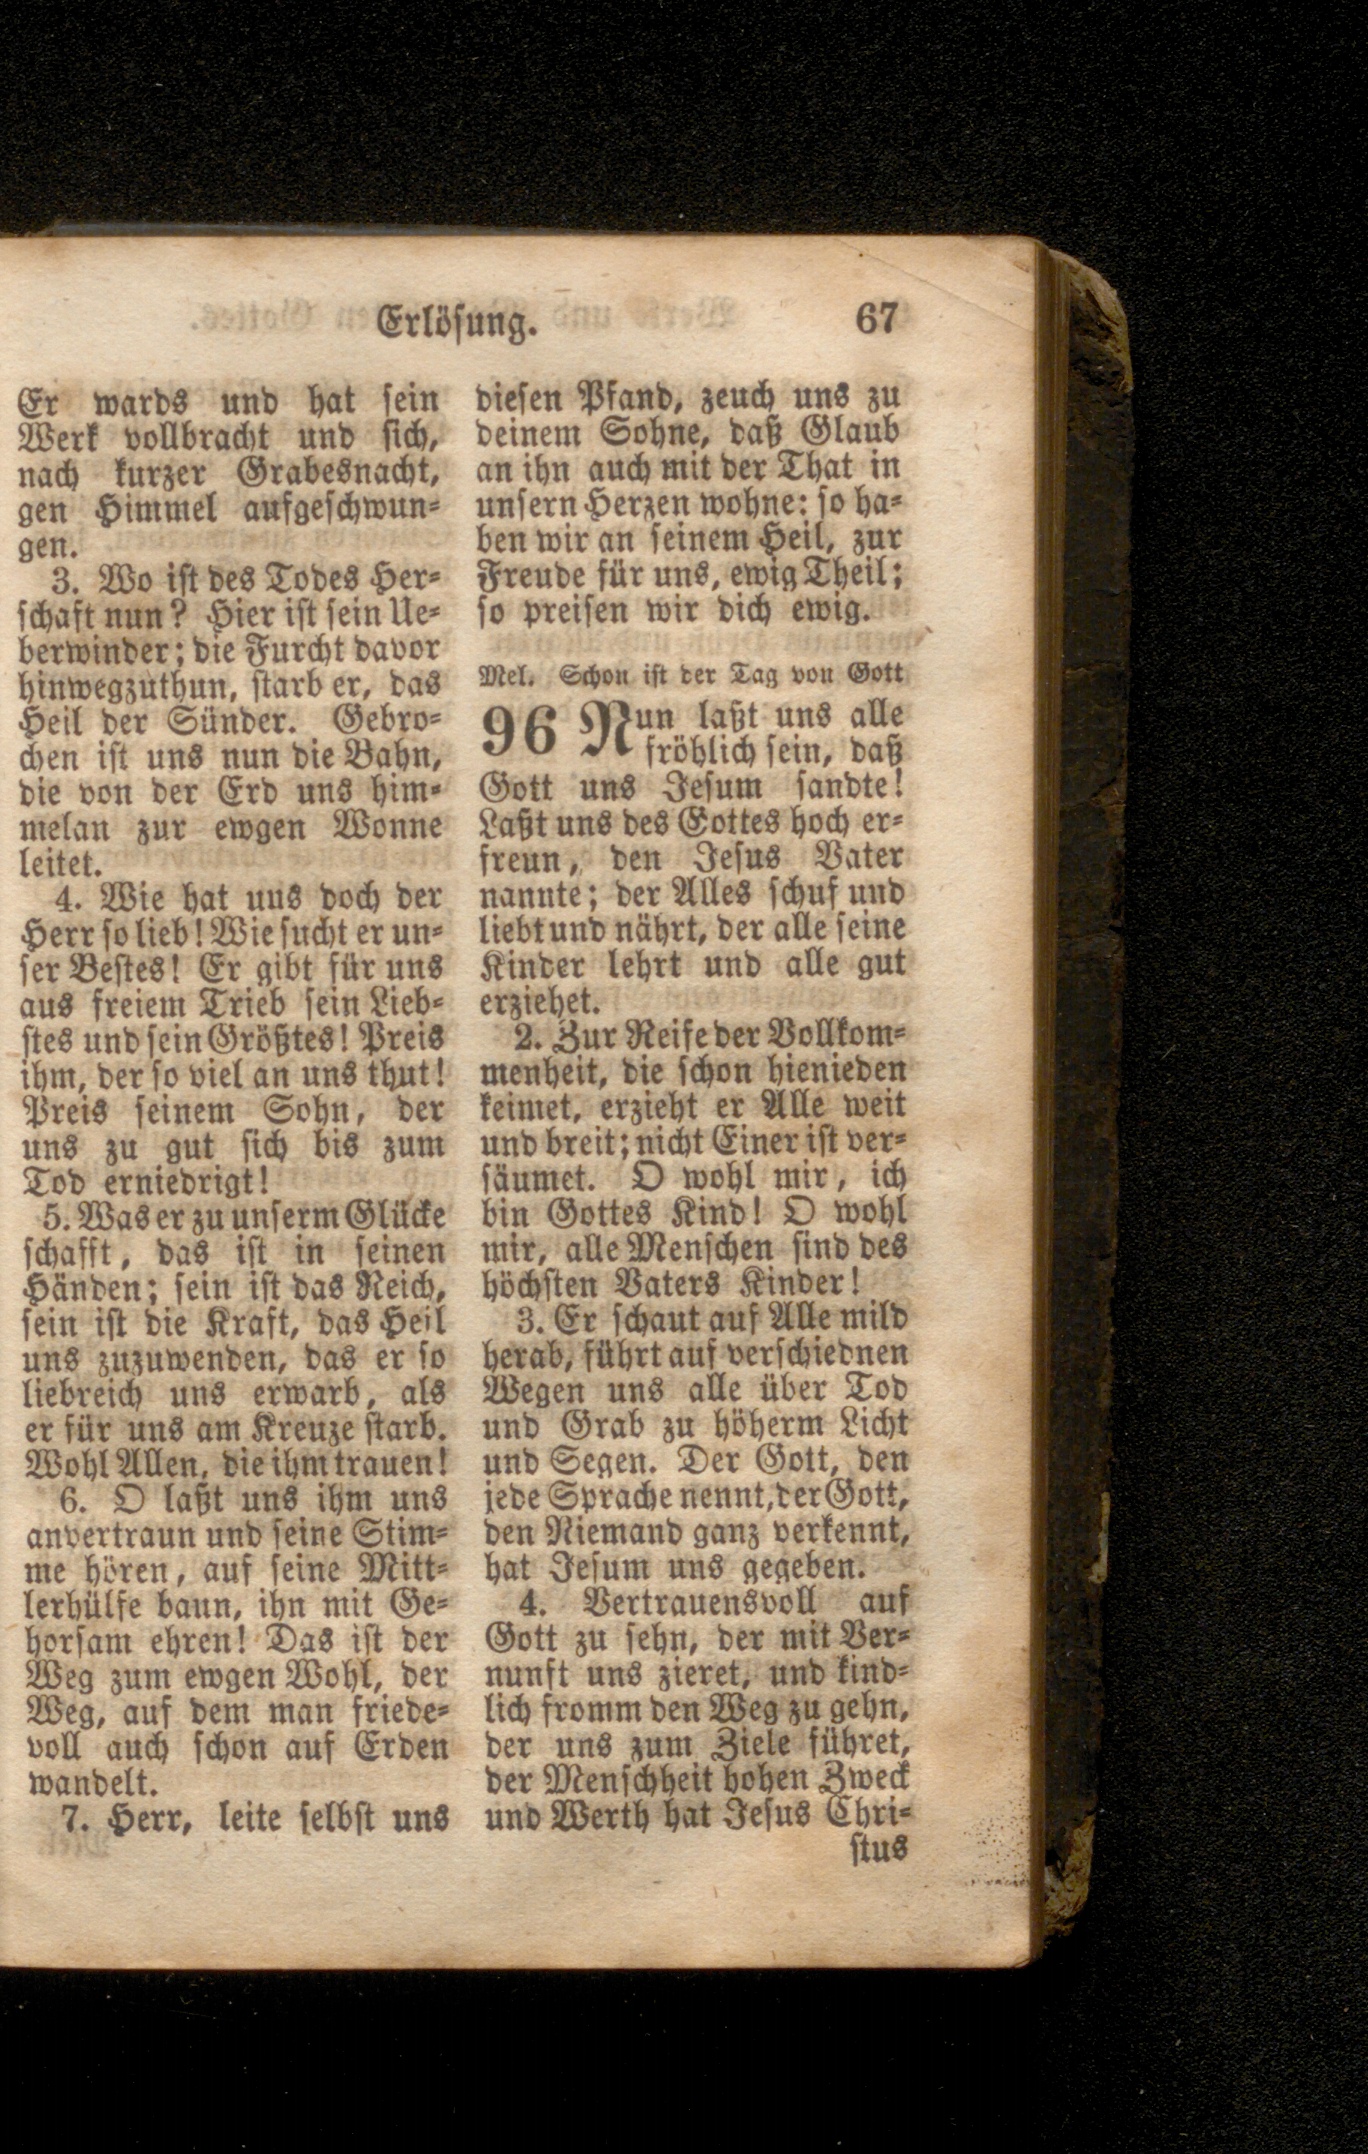 Erlösung. 67
Er wards und hat sein
Werk vollbracht und sich,
nach kurzer Grabesnacht,
gen Himmel aufgeschwun-
gen.
3. Wo ist des Todes Her-
schaft nun? Hier ist sein Ue-
berwinder; die Furcht davor
hinwegzuthun, starb er, das
Heil der Sünder. Gebro-
chen ist uns nun die Bahn,
die von der Erd uns him-
melan zur ewgen Wonne
leitet.
4. Wie hat uns doch der
Herr so lieb! Wie sucht er un-
ser Bestes! Er gibt für uns
aus freiem Trieb sein Lieb-
stes und sein Größtes! Preis
ihm, der so viel an uns thut!
Preis seinem Sohn, der
uns zu gut sich bis zum
Tod erniedrigt!
5. Was er zu unserm Glücke
schafft, das ist in seinen
Händen; sein ist das Reich,
sein ist die Kraft, das Heil
uns zuzuwenden, das er so
liebreich uns erwarb, als
er für uns am Kreuze starb.
Wohl Allen, die ihm trauen!
6. O laßt uns ihm uns
anvertraun und seine Stim-
me hören, auf seine Mitt-
lerhülfe baun, ihn mit Ge-
horsam ehren! Das ist der
Weg zum ewgen Wohl, der
Weg, auf dem man friede-
voll auch schon auf Erden
wandelt.
7. Herr, leite selbst uns
diesen Pfand, zeuch uns zu
deinem Sohne, daß Glaub
an ihn auch mit der That in
unsern Herzen wohne: so ha-
ben wir an seinem Heil, zur
Freude für uns, ewig Theil;
so preisen wir dich ewig.
Mel. Schon ist der Tag von Gott
96 Nun laßt uns alle
fröhlich sein, daß
Gott uns Jesum sandte!
Laßt uns des Gottes hoch er-
freun, den Jesus Vater
nannte; der Alles schuf und
liebt und nährt, der alle seine
Kinder lehrt und alle gut
erziehet.
2. Zur Reife der Vollkom-
menheit, die schon hienieden
keimet, erzieht er Alle weit
und breit; nicht Einer ist ver-
säumet. O wohl mir, ich
bin Gottes Kind! O wohl
mir, alle Menschen sind des
höchsten Vaters Kinder!
3. Er schaut auf Alle mild
herab, führt auf verschiednen
Wegen uns alle über Tod
und Grab zu höherm Licht
und Segen. Der Gott, den
jede Sprache nennt, der Gott,
den Niemand ganz verkennt,
hat Jesum uns gegeben.
4. Vertrauensvoll auf
Gott zu sehn, der mit Ver-
nunft uns zieret, und kind-
lich fromm den Weg zu gehn,
der uns zum Ziele führet,
der Menschheit hohen Zweck
und Werth hat Jesus Chri-
stus